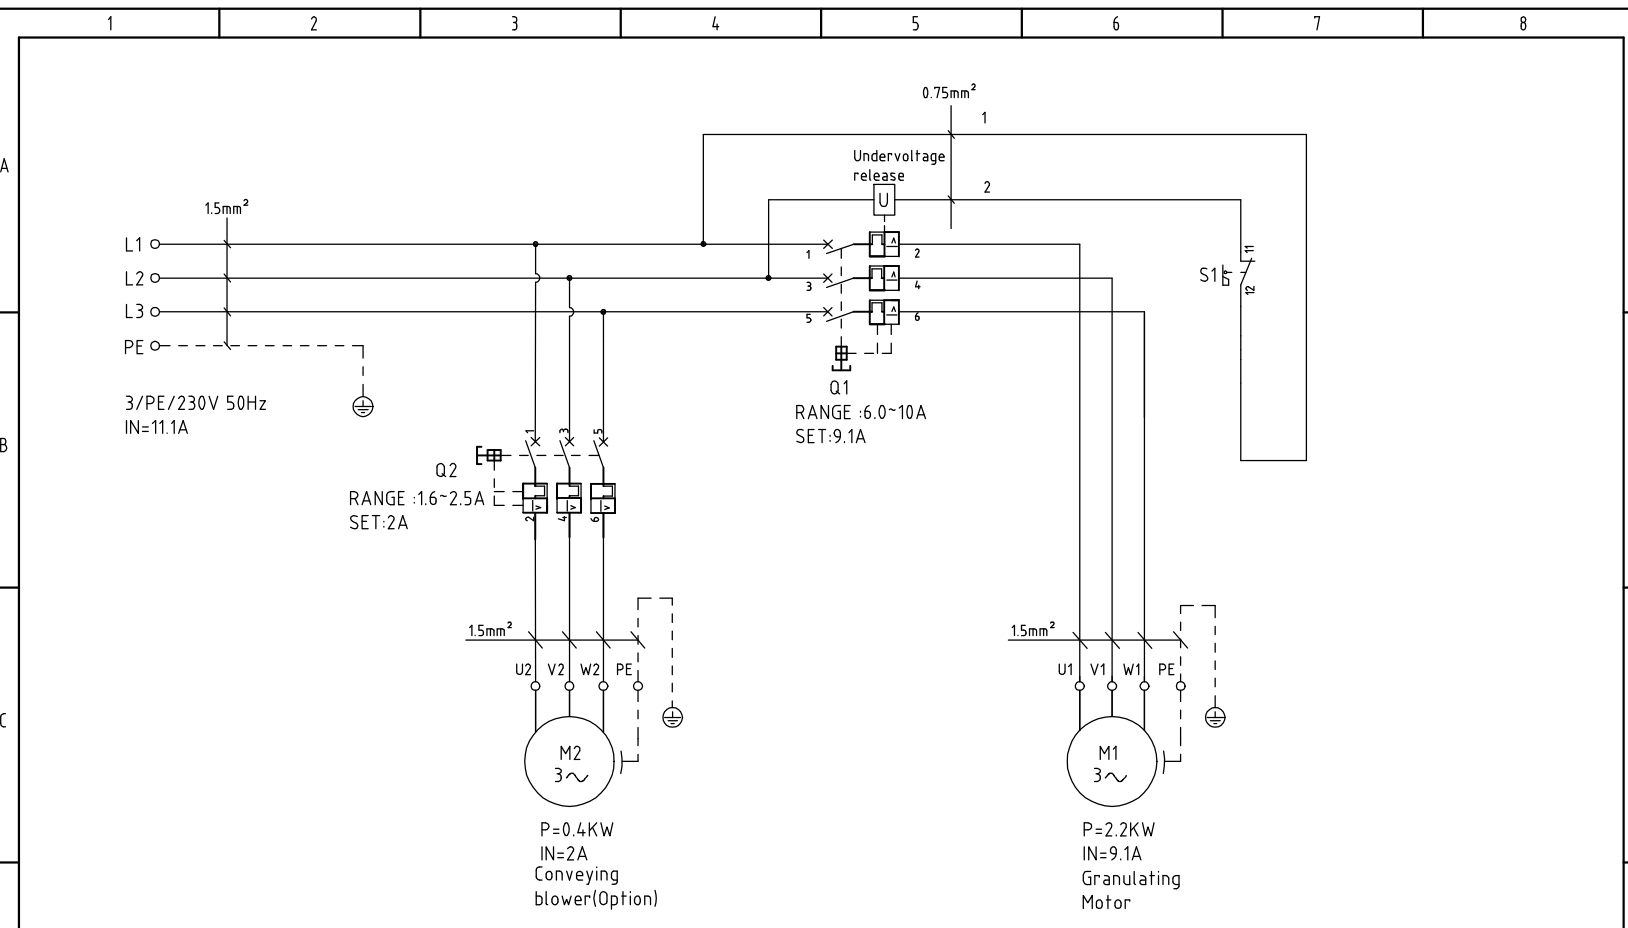 1 2 3 4 5 6 7 8
A
B
C
0.75mm²
1
Undervoltage
release
U
2
1.5mm²
L1
L2
L3
PE
3/PE/230V 50Hz
IN=11.1A
1 2
3 4
5 6
Q1
RANGE :6.0~10A
SET:9.1A
S1
11
12
1 3 5
Q2
RANGE :1.6~2.5A
SET:2A
2 4 6
1.5mm²
U2 V2 W2 PE
M2
3~
P=0.4KW
IN=2A
Conveying
blower(Option)
1.5mm²
U1 V1 W1 PE
M1
3~
P=2.2KW
IN=9.1A
Granulating
Motor